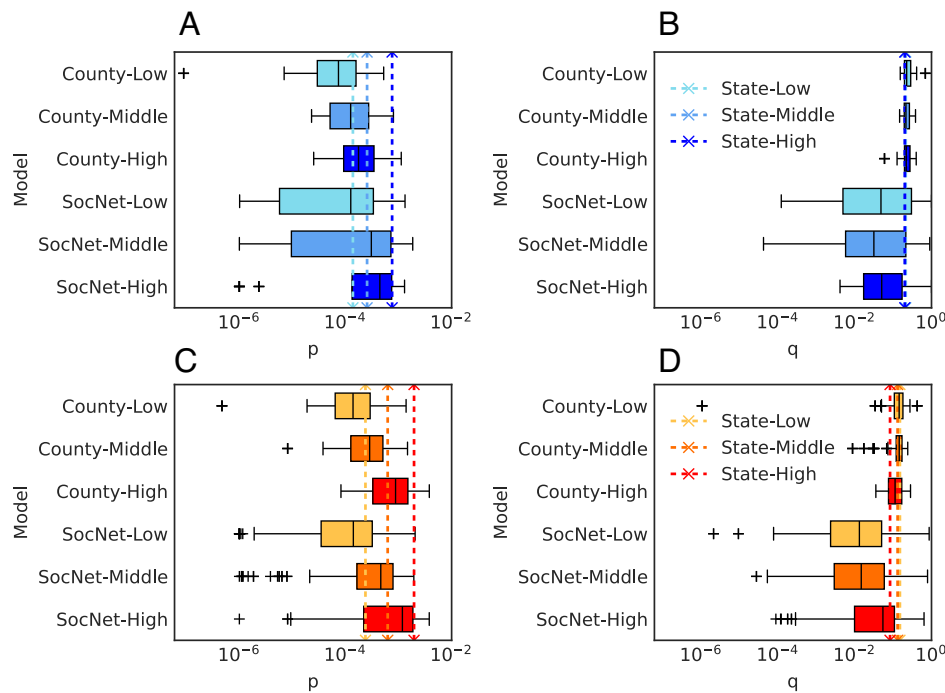 A
Model
County-Low
County-Middle
County-High
SocNet-Low
SocNet-Middle
SocNet-High
10⁻⁶ 10⁻⁴ 10⁻²
p
B
Model
County-Low
County-Middle
County-High
SocNet-Low
SocNet-Middle
SocNet-High
State-Low
State-Middle
State-High
10⁻⁶ 10⁻⁴ 10⁻² 10⁰
q
C
Model
County-Low
County-Middle
County-High
SocNet-Low
SocNet-Middle
SocNet-High
10⁻⁶ 10⁻⁴ 10⁻²
p
D
Model
County-Low
County-Middle
County-High
SocNet-Low
SocNet-Middle
SocNet-High
State-Low
State-Middle
State-High
10⁻⁶ 10⁻⁴ 10⁻² 10⁰
q